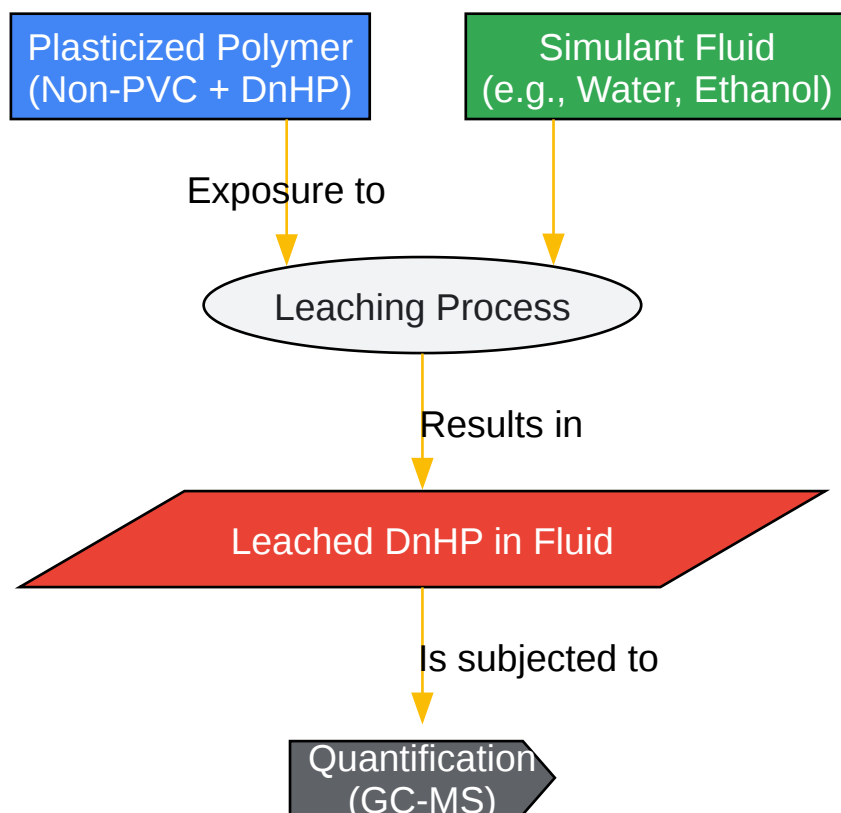 Plasticized Polymer
(Non-PVC + DnHP)
Simulant Fluid
(e.g., Water, Ethanol)
Exposure to
Leaching Process
Results in
Leached DnHP in Fluid
Is subjected to
Quantification
(GC-MS)